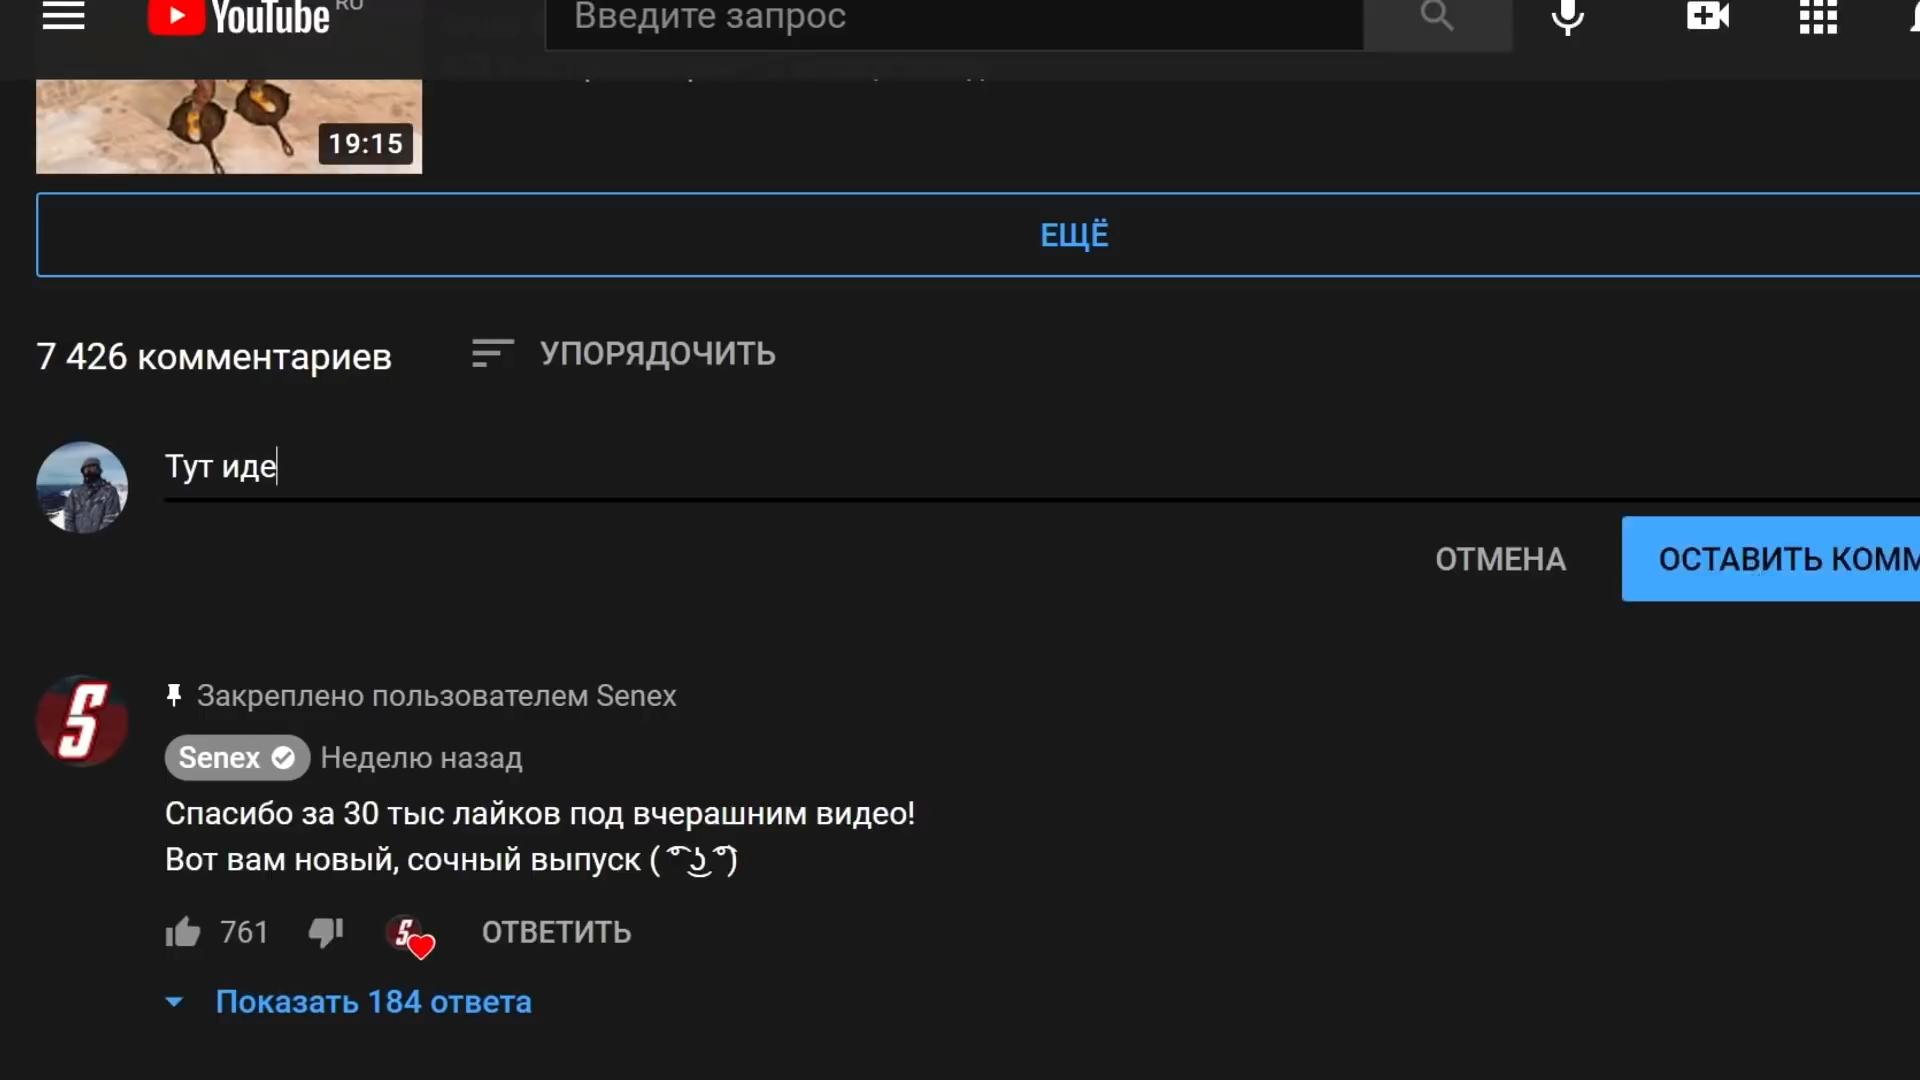 YouTube RU
Введите запрос
19:15
ЕЩЁ
7 426 комментариев
УПОРЯДОЧИТЬ
Тут иде
ОТМЕНА
ОСТАВИТЬ КОММ
Закреплено пользователем Senex
Senex Неделю назад
Спасибо за 30 тыс лайков под вчерашним видео!
Вот вам новый, сочный выпуск ( ͡° ͜ʖ ͡°)
761
ОТВЕТИТЬ
Показать 184 ответа